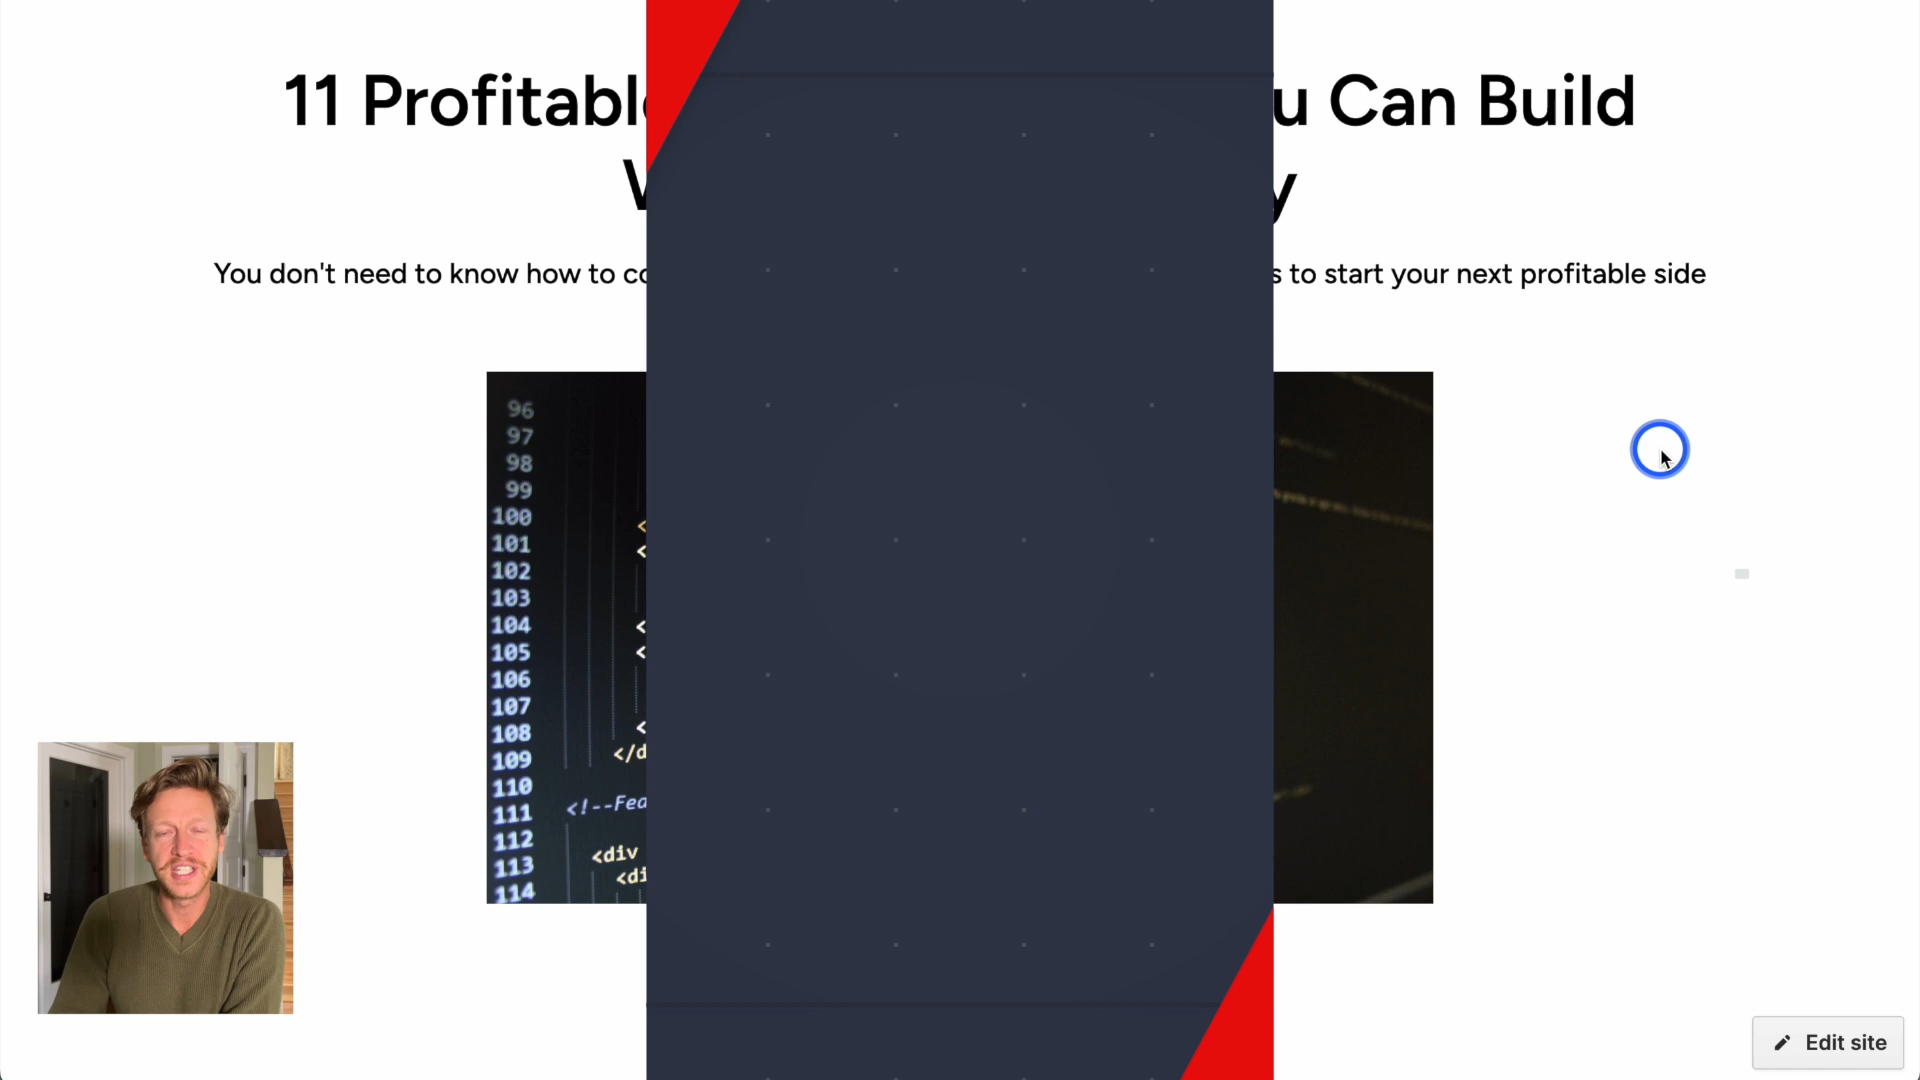 11 Profitabl u Can Build
y
You don't need to know how to co s to start your next profitable side
96
97
98
99
100
101
102
103
104
105
106
107
108
109 </d
110
111 <!--Fea
112
113 <div
114 <di
Edit site